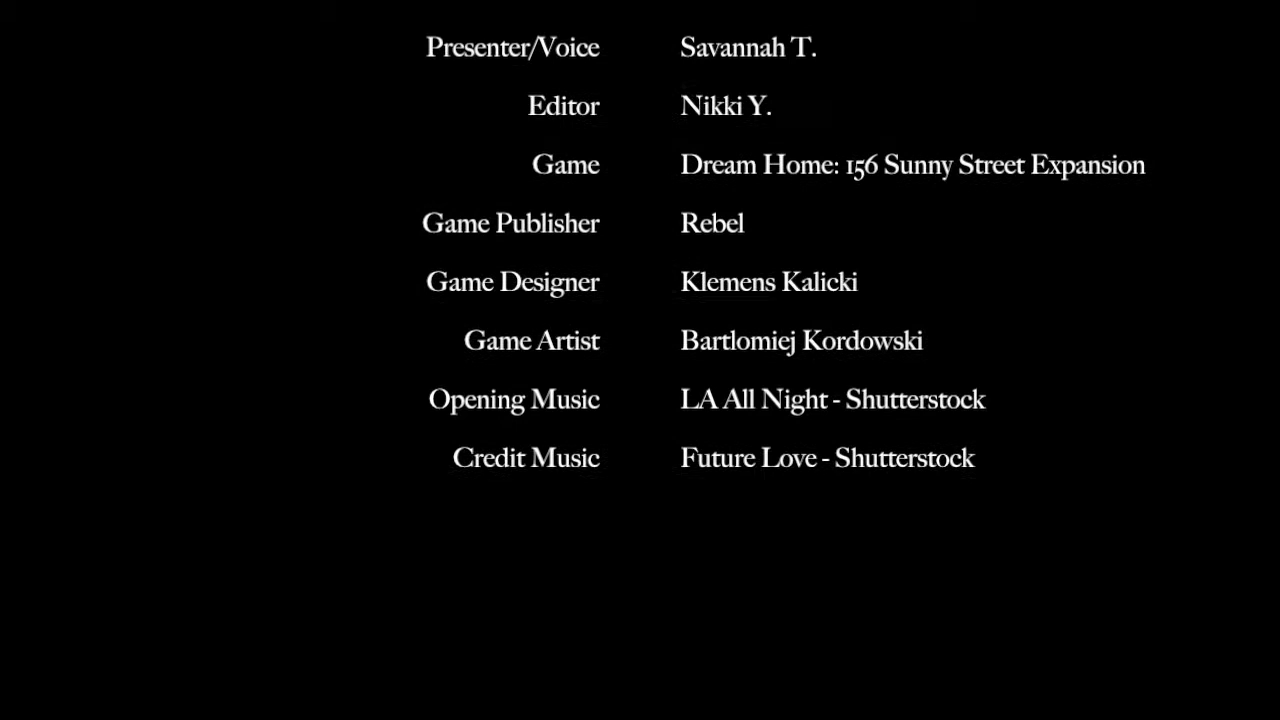 Presenter/Voice Savannah T.
Editor Nikki Y.
Game Dream Home: 156 Sunny Street Expansion
Game Publisher Rebel
Game Designer Klemens Kalicki
Game Artist Bartlomiej Kordowski
Opening Music LA All Night - Shutterstock
Credit Music Future Love - Shutterstock